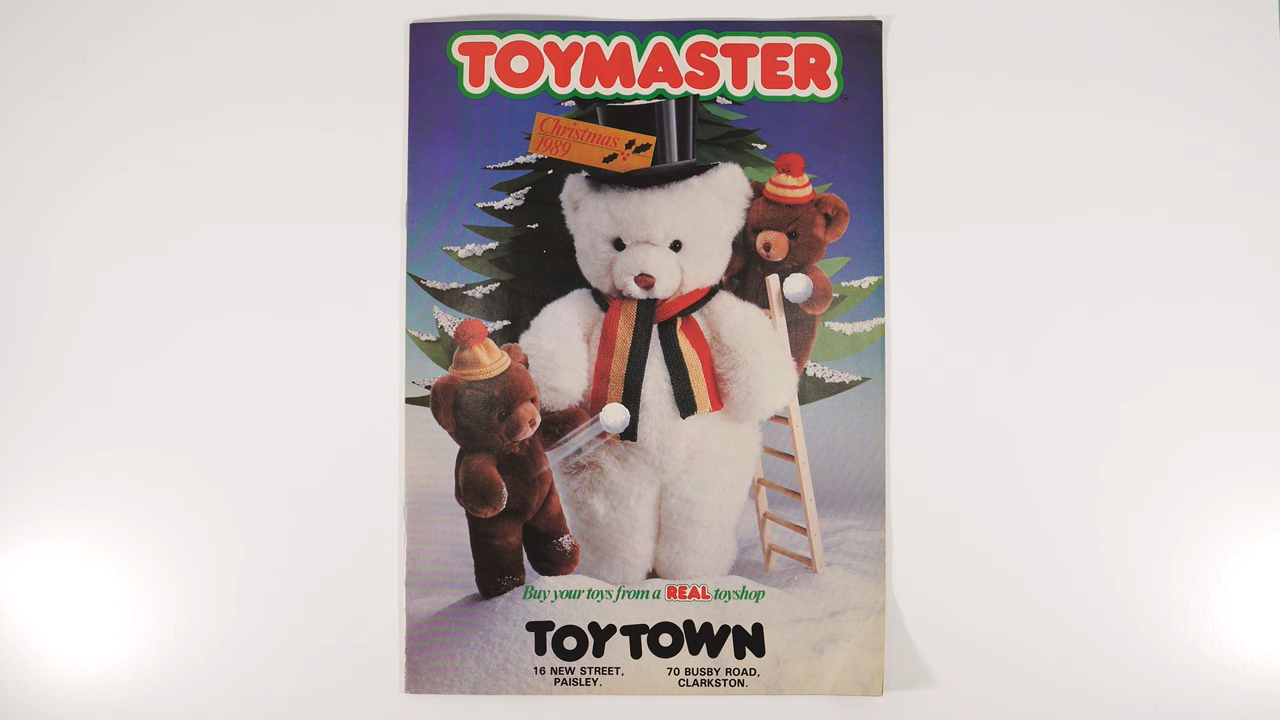 TOYMASTER
Christmas
1989
Buy your toys from a REAL toyshop
TOYTOWN
16 NEW STREET,
PAISLEY.
70 BUSBY ROAD,
CLARKSTON.